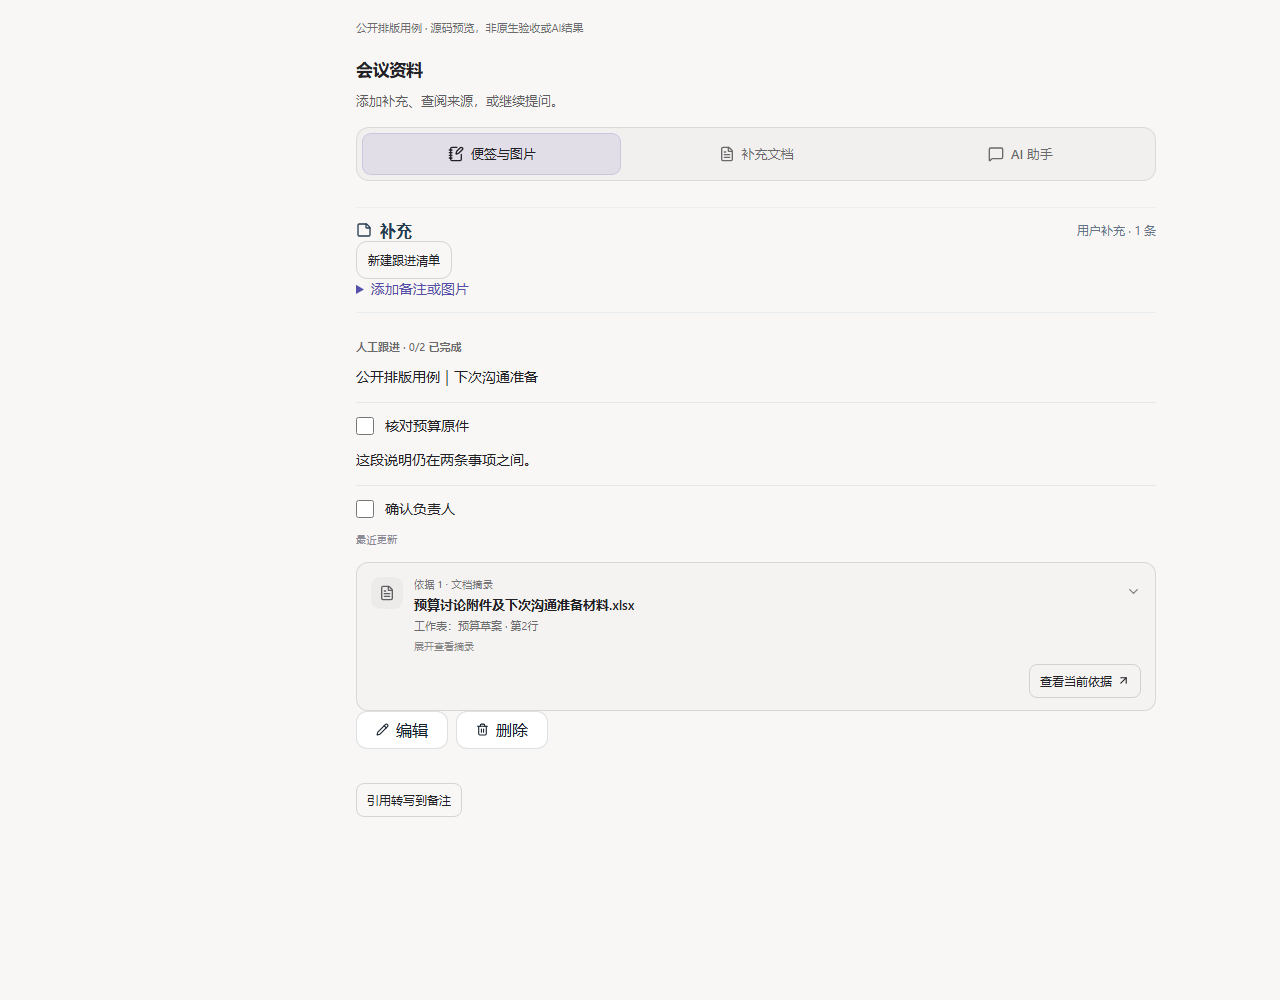 公开排版用例 · 源码预览，非原生验收或AI结果
会议资料
添加补充、查阅来源，或继续提问。
便签与图片
补充文档
AI 助手
补充
用户补充 · 1 条
新建跟进清单
添加备注或图片
人工跟进 · 0/2 已完成
公开排版用例｜下次沟通准备
核对预算原件
这段说明仍在两条事项之间。
确认负责人
最近更新
依据 1 · 文档摘录
预算讨论附件及下次沟通准备材料.xlsx
工作表：预算草案 · 第2行
展开查看摘录
查看当前依据
编辑
删除
引用转写到备注